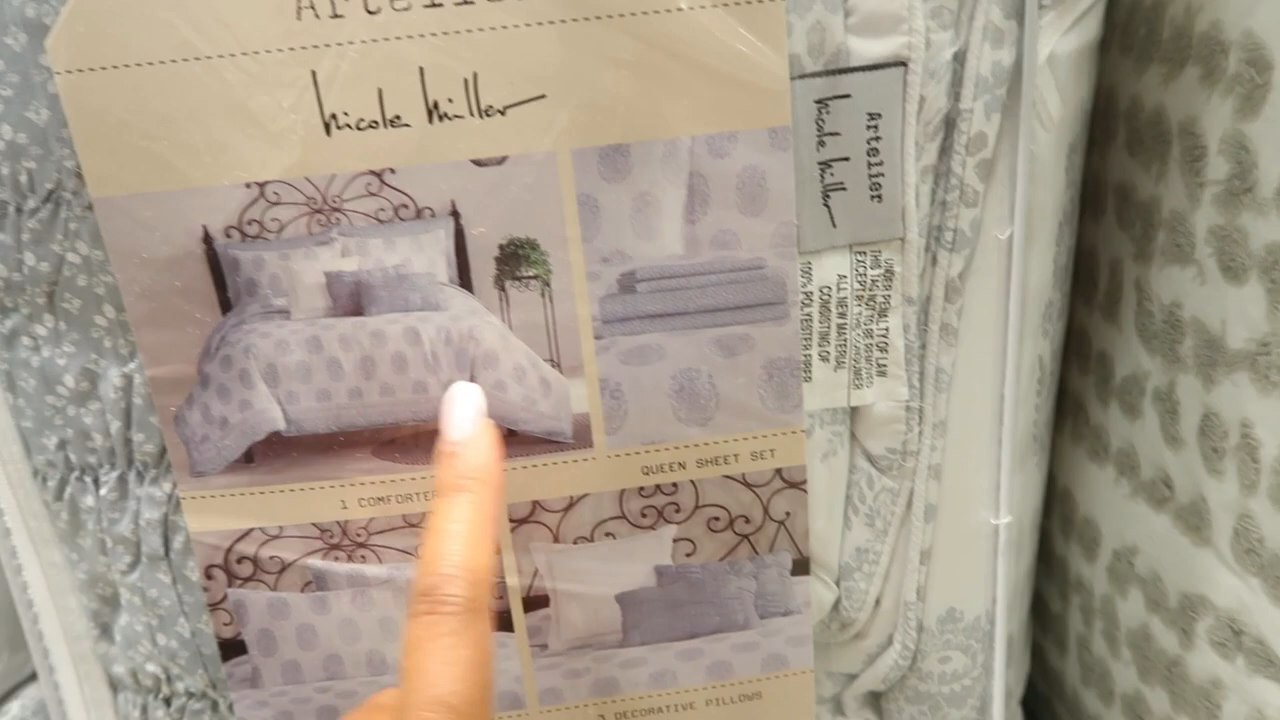 Artelier
nicole miller
1 COMFORTER
QUEEN SHEET SET
DECORATIVE PILLOWS
Artelier
nicole miller
UNDER PENALTY OF LAW
THIS TAG NOT TO BE REMOVED
EXCEPT BY THE CONSUMER
ALL NEW MATERIAL
CONSISTING OF
100% POLYESTER FIBER